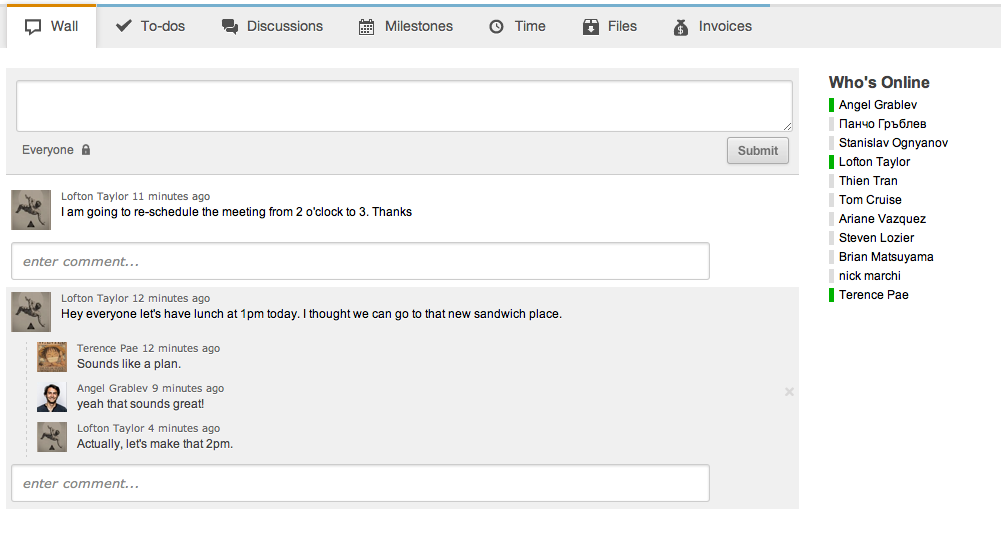 Wall To-dos Discussions Milestones Time Files Invoices
Everyone
Submit
Lofton Taylor 11 minutes ago
I am going to re-schedule the meeting from 2 o'clock to 3. Thanks
enter comment...
Lofton Taylor 12 minutes ago
Hey everyone let's have lunch at 1pm today. I thought we can go to that new sandwich place.
Terence Pae 12 minutes ago
Sounds like a plan.
Angel Grablev 9 minutes ago
yeah that sounds great!
Lofton Taylor 4 minutes ago
Actually, let's make that 2pm.
enter comment...
Who's Online
Angel Grablev
Панчо Гръблев
Stanislav Ognyanov
Lofton Taylor
Thien Tran
Tom Cruise
Ariane Vazquez
Steven Lozier
Brian Matsuyama
nick marchi
Terence Pae